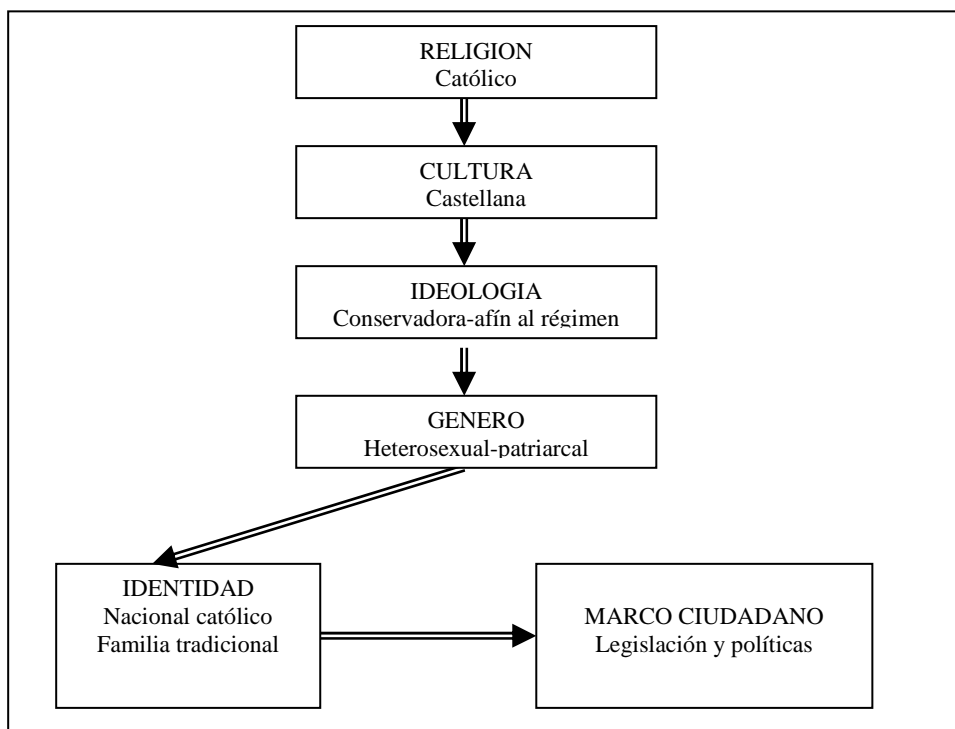 RELIGION
Católico
CULTURA
Castellana
IDEOLOGIA
Conservadora-afín al régimen
GENERO
Heterosexual-patriarcal
IDENTIDAD
Nacional católico
Familia tradicional
MARCO CIUDADANO
Legislación y políticas